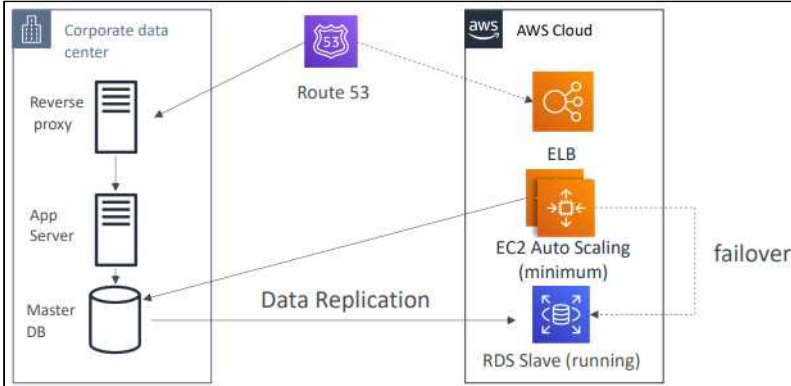 Corporate data
center
Reverse
proxy
App
Server
Master
DB
53
Route 53
Data Replication
aws
AWS Cloud
ELB
EC2 Auto Scaling
(minimum)
RDS Slave (running)
failover